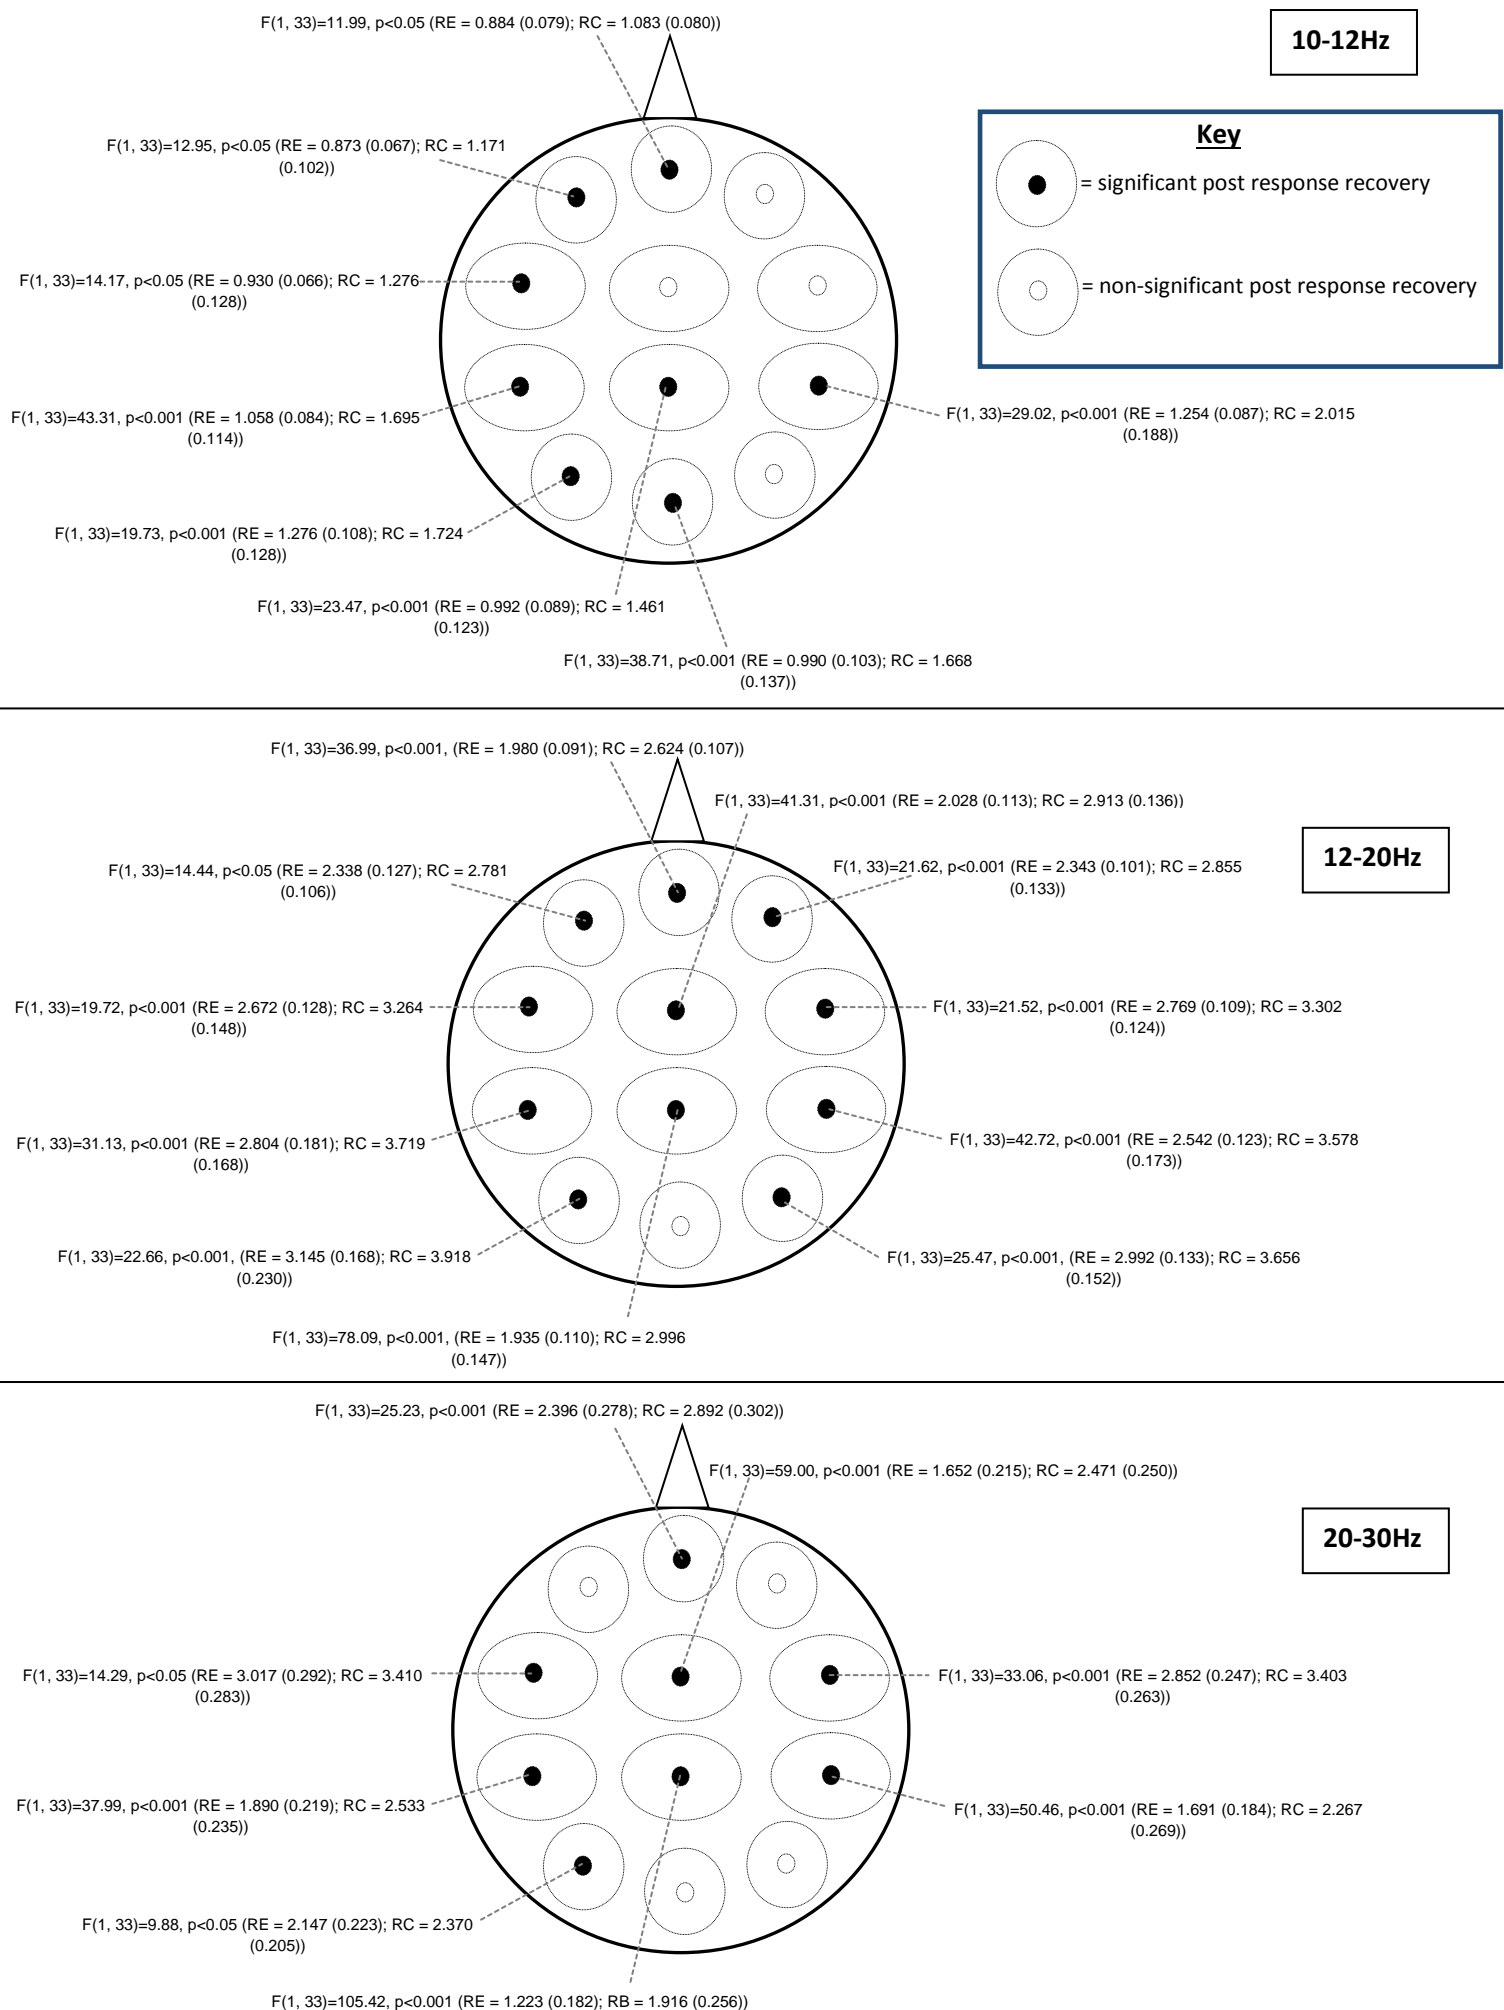 F(1, 33)=11.99, p<0.05 (RE = 0.884 (0.079); RC = 1.083 (0.080))
10-12Hz
Key
= significant post response recovery
= non-significant post response recovery
F(1, 33)=12.95, p<0.05 (RE = 0.873 (0.067); RC = 1.171
(0.102))
F(1, 33)=14.17, p<0.05 (RE = 0.930 (0.066); RC = 1.276
(0.128))
F(1, 33)=43.31, p<0.001 (RE = 1.058 (0.084); RC = 1.695
(0.114))
F(1, 33)=29.02, p<0.001 (RE = 1.254 (0.087); RC = 2.015
(0.188))
F(1, 33)=19.73, p<0.001 (RE = 1.276 (0.108); RC = 1.724
(0.128))
F(1, 33)=23.47, p<0.001 (RE = 0.992 (0.089); RC = 1.461
(0.123))
F(1, 33)=38.71, p<0.001 (RE = 0.990 (0.103); RC = 1.668
(0.137))
F(1, 33)=36.99, p<0.001, (RE = 1.980 (0.091); RC = 2.624 (0.107))
F(1, 33)=41.31, p<0.001 (RE = 2.028 (0.113); RC = 2.913 (0.136))
12-20Hz
F(1, 33)=14.44, p<0.05 (RE = 2.338 (0.127); RC = 2.781
(0.106))
F(1, 33)=21.62, p<0.001 (RE = 2.343 (0.101); RC = 2.855
(0.133))
F(1, 33)=19.72, p<0.001 (RE = 2.672 (0.128); RC = 3.264
(0.148))
F(1, 33)=21.52, p<0.001 (RE = 2.769 (0.109); RC = 3.302
(0.124))
F(1, 33)=31.13, p<0.001 (RE = 2.804 (0.181); RC = 3.719
(0.168))
F(1, 33)=42.72, p<0.001 (RE = 2.542 (0.123); RC = 3.578
(0.173))
F(1, 33)=22.66, p<0.001, (RE = 3.145 (0.168); RC = 3.918
(0.230))
F(1, 33)=25.47, p<0.001, (RE = 2.992 (0.133); RC = 3.656
(0.152))
F(1, 33)=78.09, p<0.001, (RE = 1.935 (0.110); RC = 2.996
(0.147))
F(1, 33)=25.23, p<0.001 (RE = 2.396 (0.278); RC = 2.892 (0.302))
F(1, 33)=59.00, p<0.001 (RE = 1.652 (0.215); RC = 2.471 (0.250))
20-30Hz
F(1, 33)=14.29, p<0.05 (RE = 3.017 (0.292); RC = 3.410
(0.283))
F(1, 33)=33.06, p<0.001 (RE = 2.852 (0.247); RC = 3.403
(0.263))
F(1, 33)=37.99, p<0.001 (RE = 1.890 (0.219); RC = 2.533
(0.235))
F(1, 33)=50.46, p<0.001 (RE = 1.691 (0.184); RC = 2.267
(0.269))
F(1, 33)=9.88, p<0.05 (RE = 2.147 (0.223); RC = 2.370
(0.205))
F(1, 33)=105.42, p<0.001 (RE = 1.223 (0.182); RB = 1.916 (0.256))